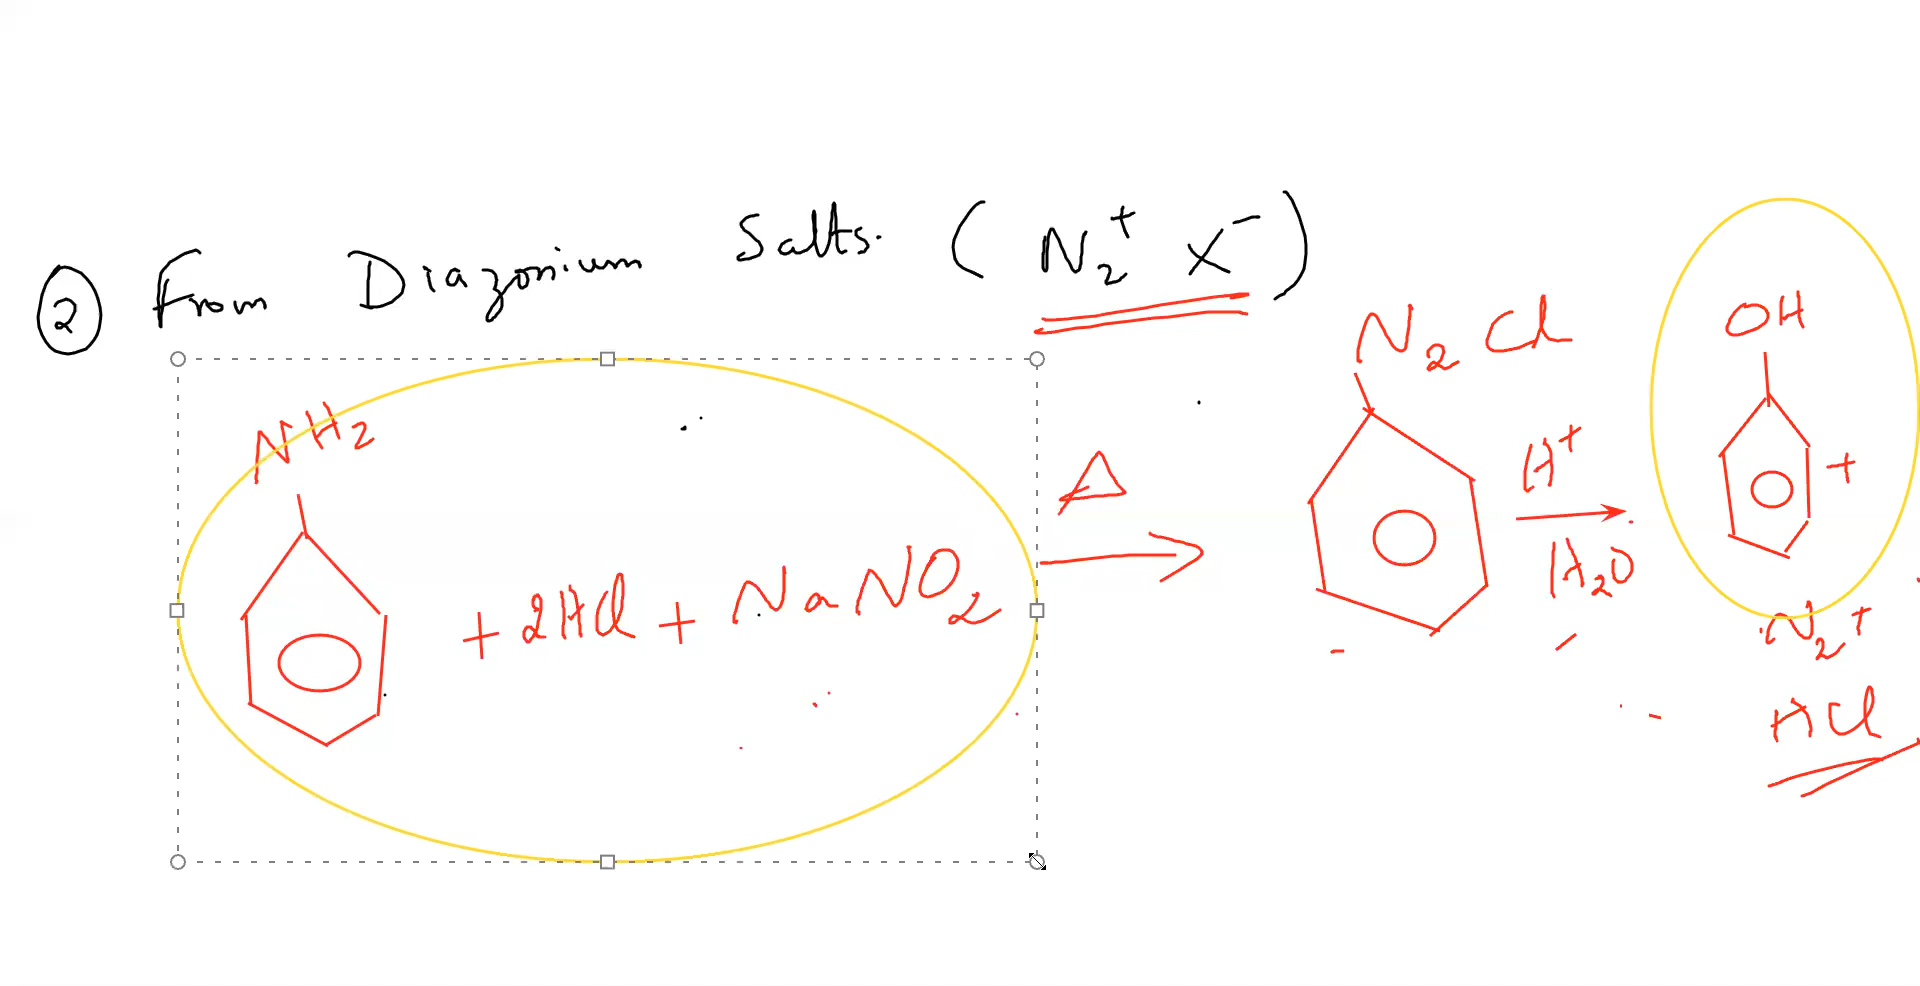 ② From Diazonium Salts. ( N₂⁺ X⁻ )
NH₂ + 2HCl + NaNO₂
Δ
N₂Cl
H⁺
H₂O
OH +
N₂ +
HCl